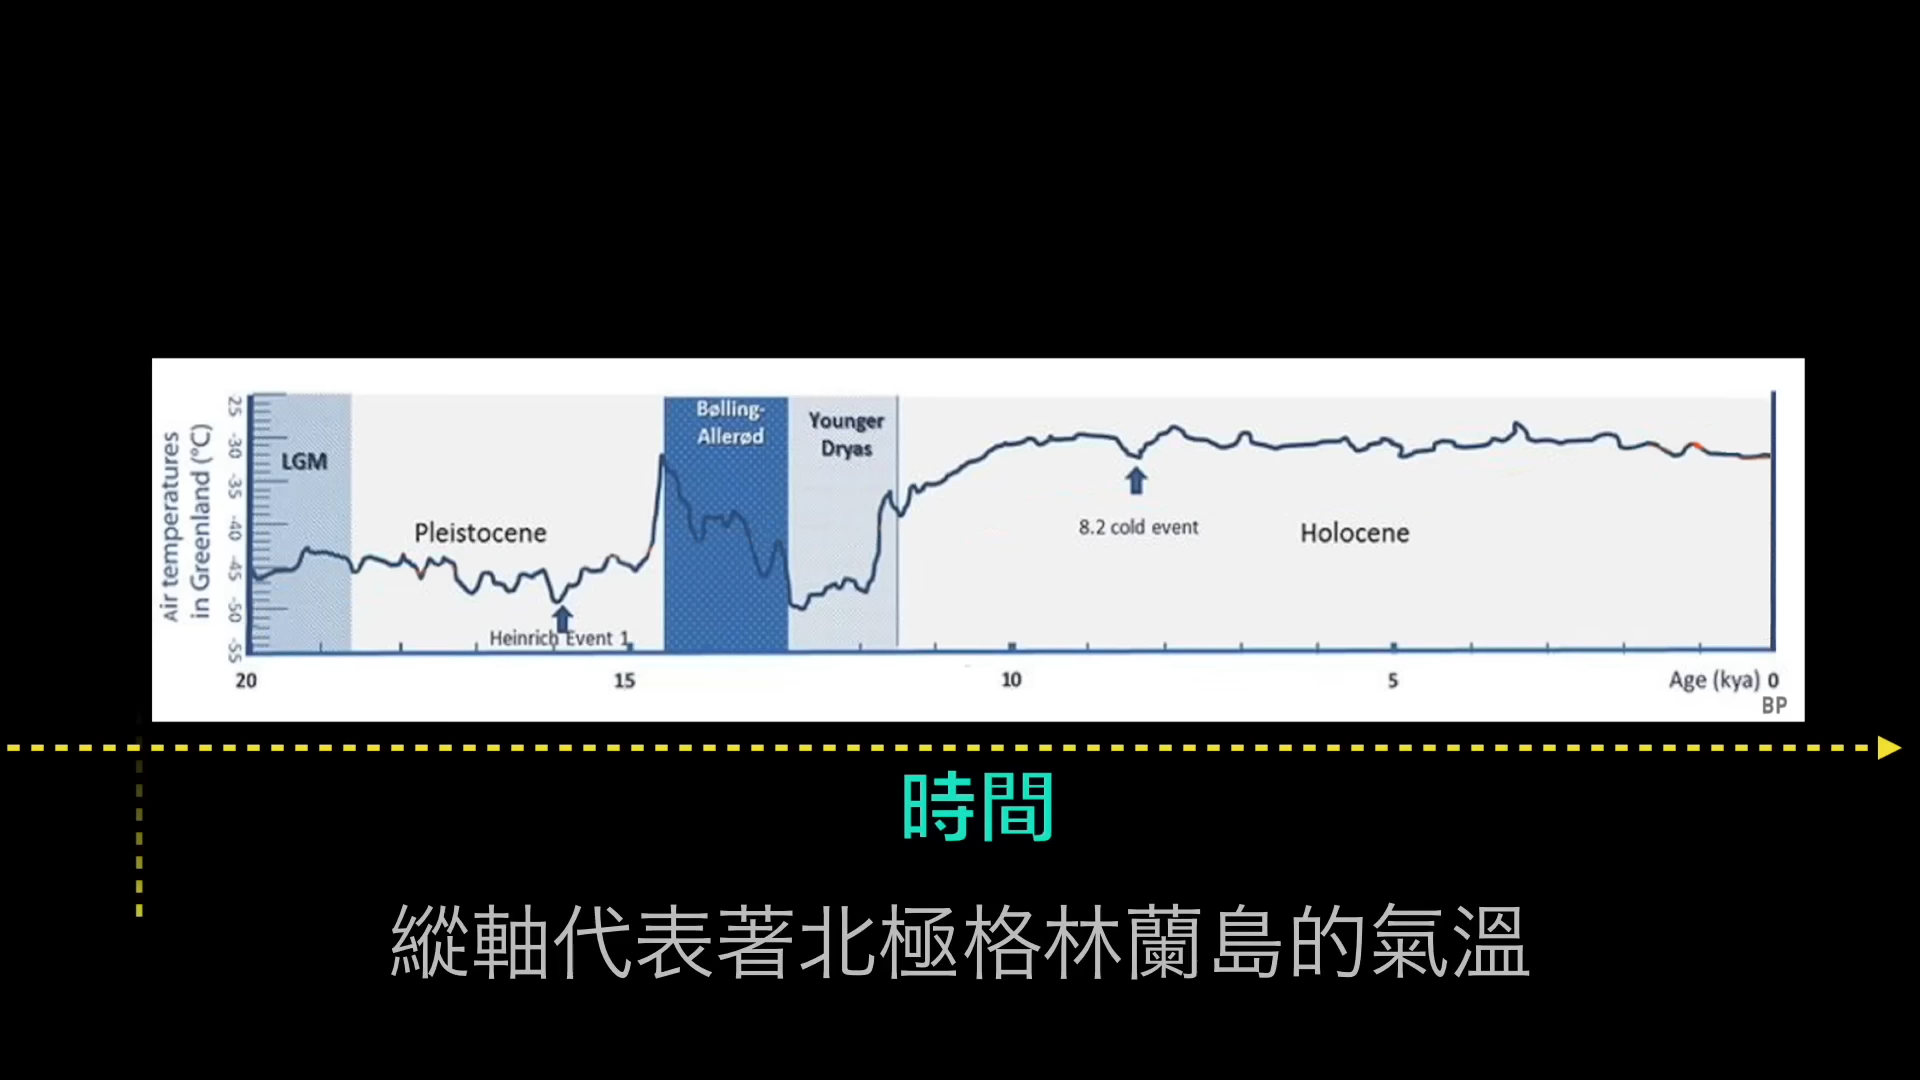 Air temperatures
in Greenland (°C)
25
-30
-35
-40
-45
-50
-55
LGM
Pleistocene
Heinrich Event 1
Bølling-
Allerød
Younger
Dryas
8.2 cold event
Holocene
20
15
10
5
Age (kya) 0
BP
時間
縱軸代表著北極格林蘭島的氣溫